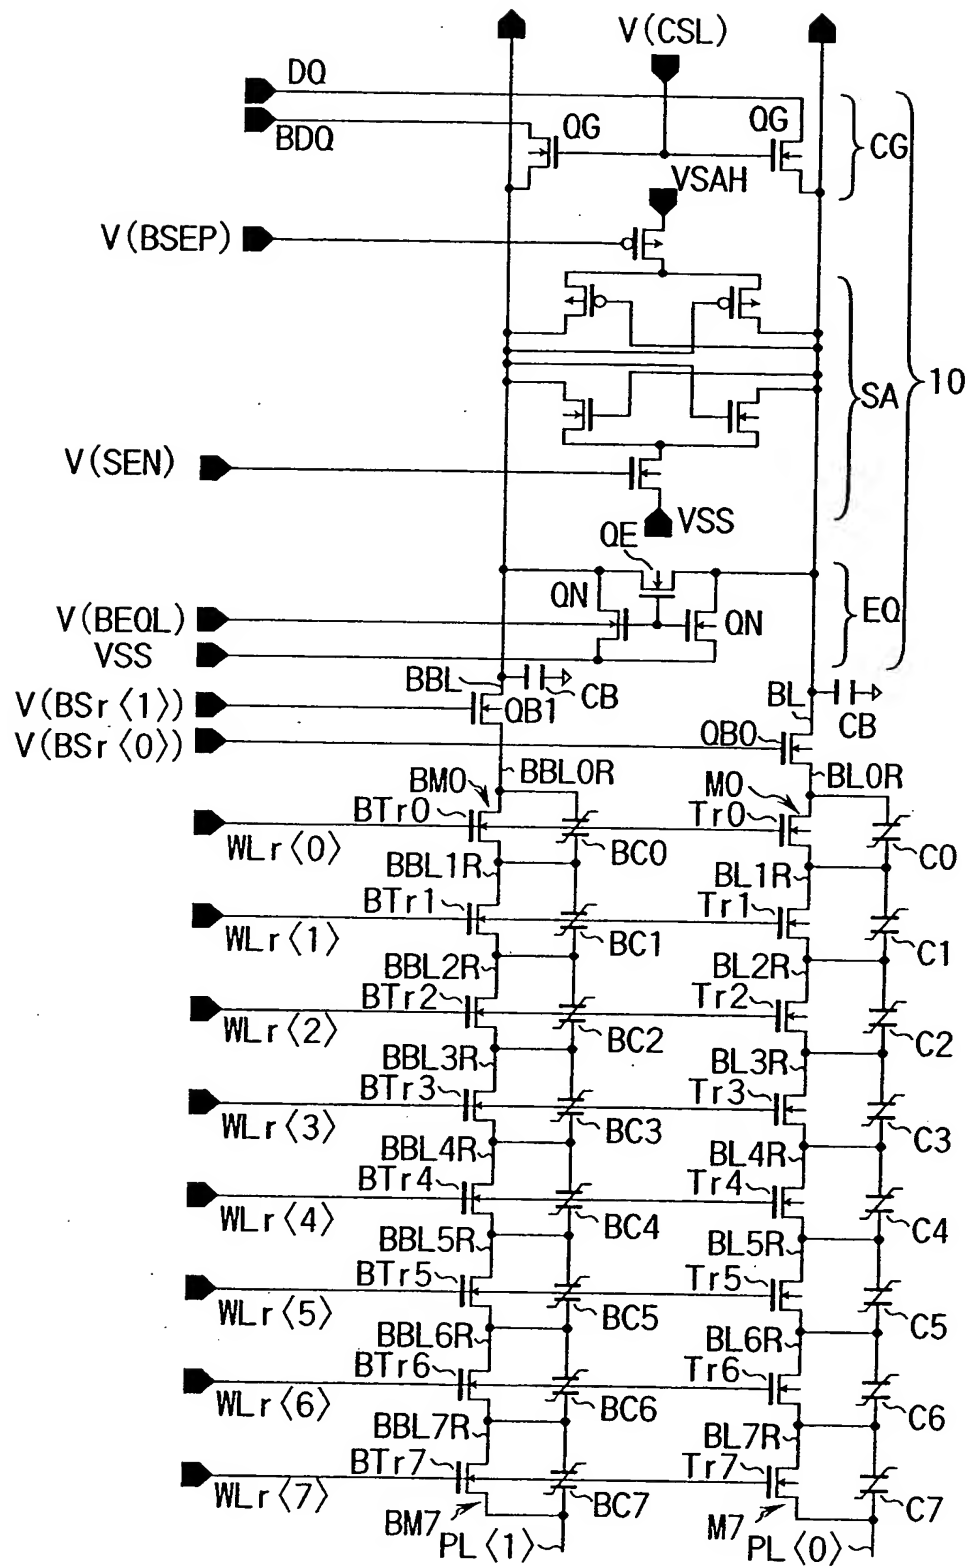 V(CSL)
DQ
BDQ
QG
QG
CG
VSAH
V(BSEP)
SA
10
V(SEN)
VSS
QE
QN
QN
EQ
V(BEQL)
VSS
BBL
CB
BL
CB
V(BSr⟨1⟩)
QB1
V(BSr⟨0⟩)
QB0
BBL0R
BL0R
BM0
M0
BTr0
Tr0
WLr⟨0⟩
BC0
C0
BBL1R
BL1R
BTr1
Tr1
WLr⟨1⟩
BC1
C1
BBL2R
BL2R
BTr2
Tr2
WLr⟨2⟩
BC2
C2
BBL3R
BL3R
BTr3
Tr3
WLr⟨3⟩
BC3
C3
BBL4R
BL4R
BTr4
Tr4
WLr⟨4⟩
BC4
C4
BBL5R
BL5R
BTr5
Tr5
WLr⟨5⟩
BC5
C5
BBL6R
BL6R
BTr6
Tr6
WLr⟨6⟩
BC6
C6
BBL7R
BL7R
BTr7
Tr7
WLr⟨7⟩
BC7
C7
BM7
M7
PL⟨1⟩
PL⟨0⟩